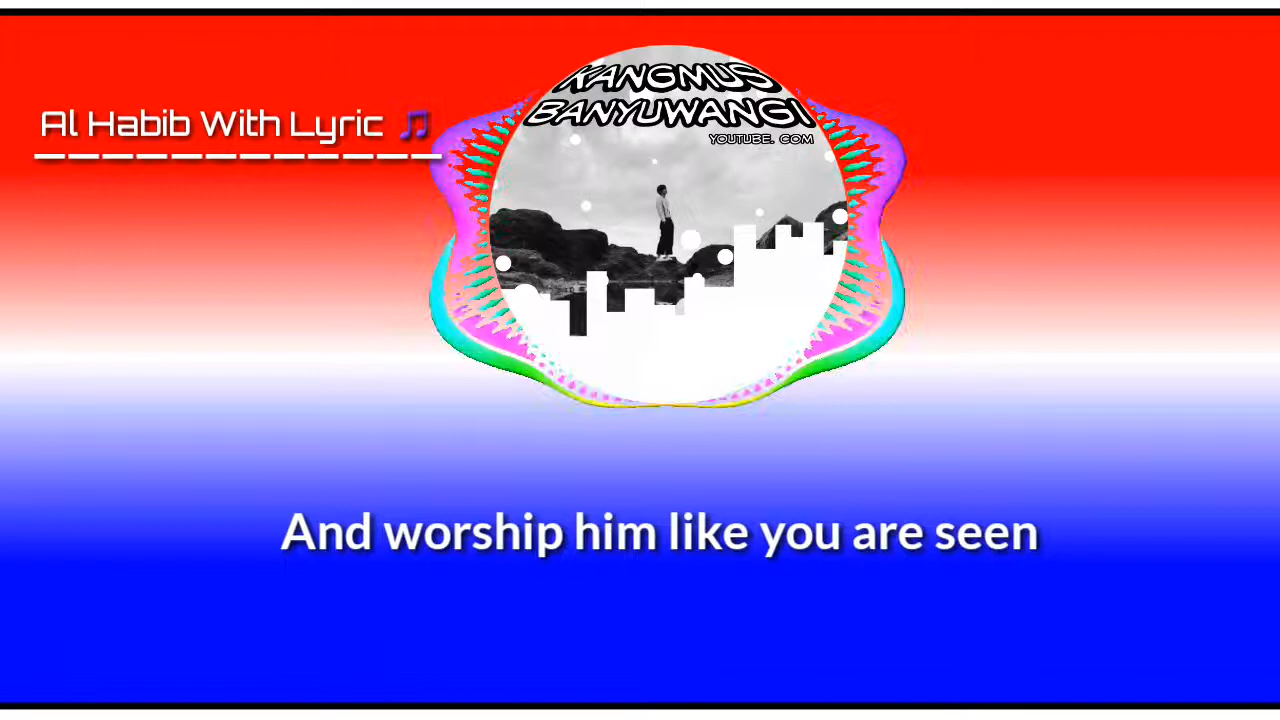 KANGMUS
BANYUWANGI
YOUTUBE. COM
Al Habib With Lyric 🎵
And worship him like you are seen